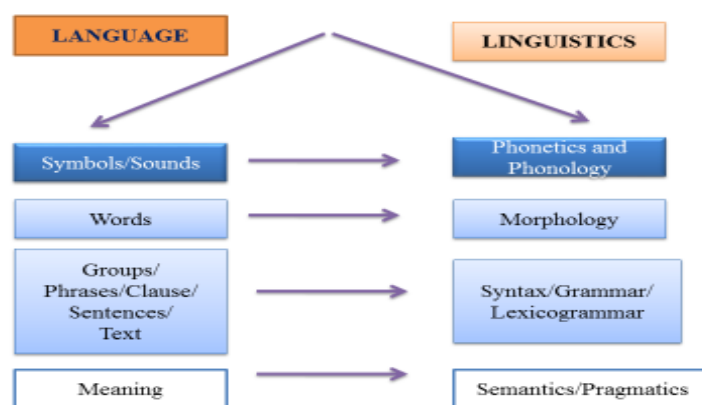 LANGUAGE
LINGUISTICS
Symbols/Sounds
Phonetics and
Phonology
Words
Morphology
Groups/
Phrases/Clause/
Sentences/
Text
Syntax/Grammar/
Lexicogrammar
Meaning
Semantics/Pragmatics